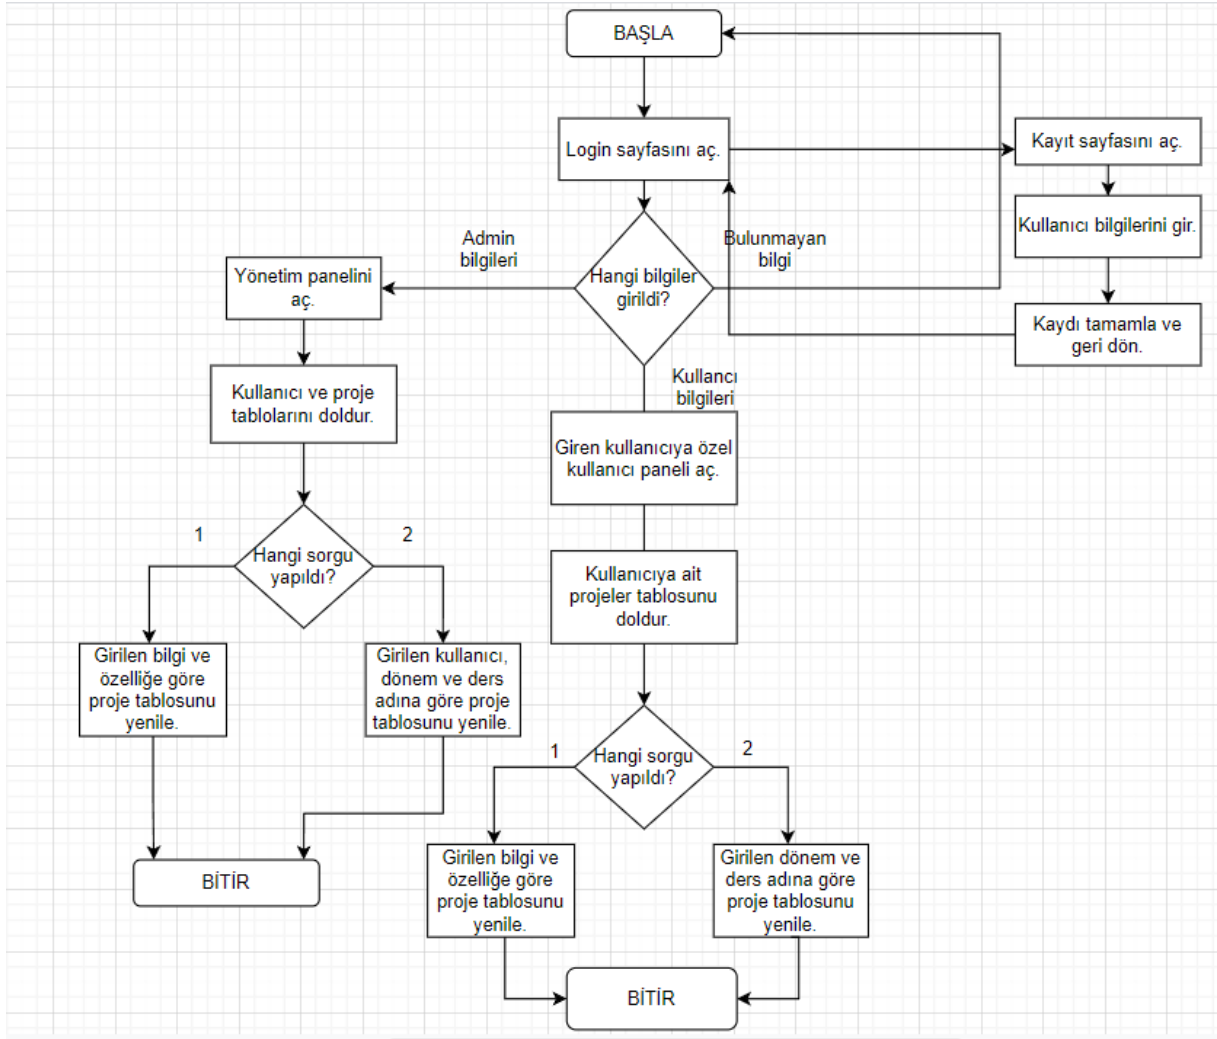 BAŞLA
Login sayfasını aç.
Kayıt sayfasını aç.
Kullanıcı bilgilerini gir.
Kaydı tamamla ve
geri dön.
Admin
bilgileri
Bulunmayan
bilgi
Hangi bilgiler
girildi?
Yönetim panelini
aç.
Kullanıcı ve proje
tablolarını doldur.
Kullancı
bilgileri
Giren kullanıcıya özel
kullanıcı paneli aç.
1
2
Hangi sorgu
yapıldı?
Kullanıcıya ait
projeler tablosunu
doldur.
Girilen bilgi ve
özelliğe göre
proje tablosunu
yenile.
Girilen kullanıcı,
dönem ve ders
adına göre proje
tablosunu yenile.
1
2
Hangi sorgu
yapıldı?
BİTİR
Girilen bilgi ve
özelliğe göre
proje tablosunu
yenile.
Girilen dönem ve
ders adına göre
proje tablosunu
yenile.
BİTİR